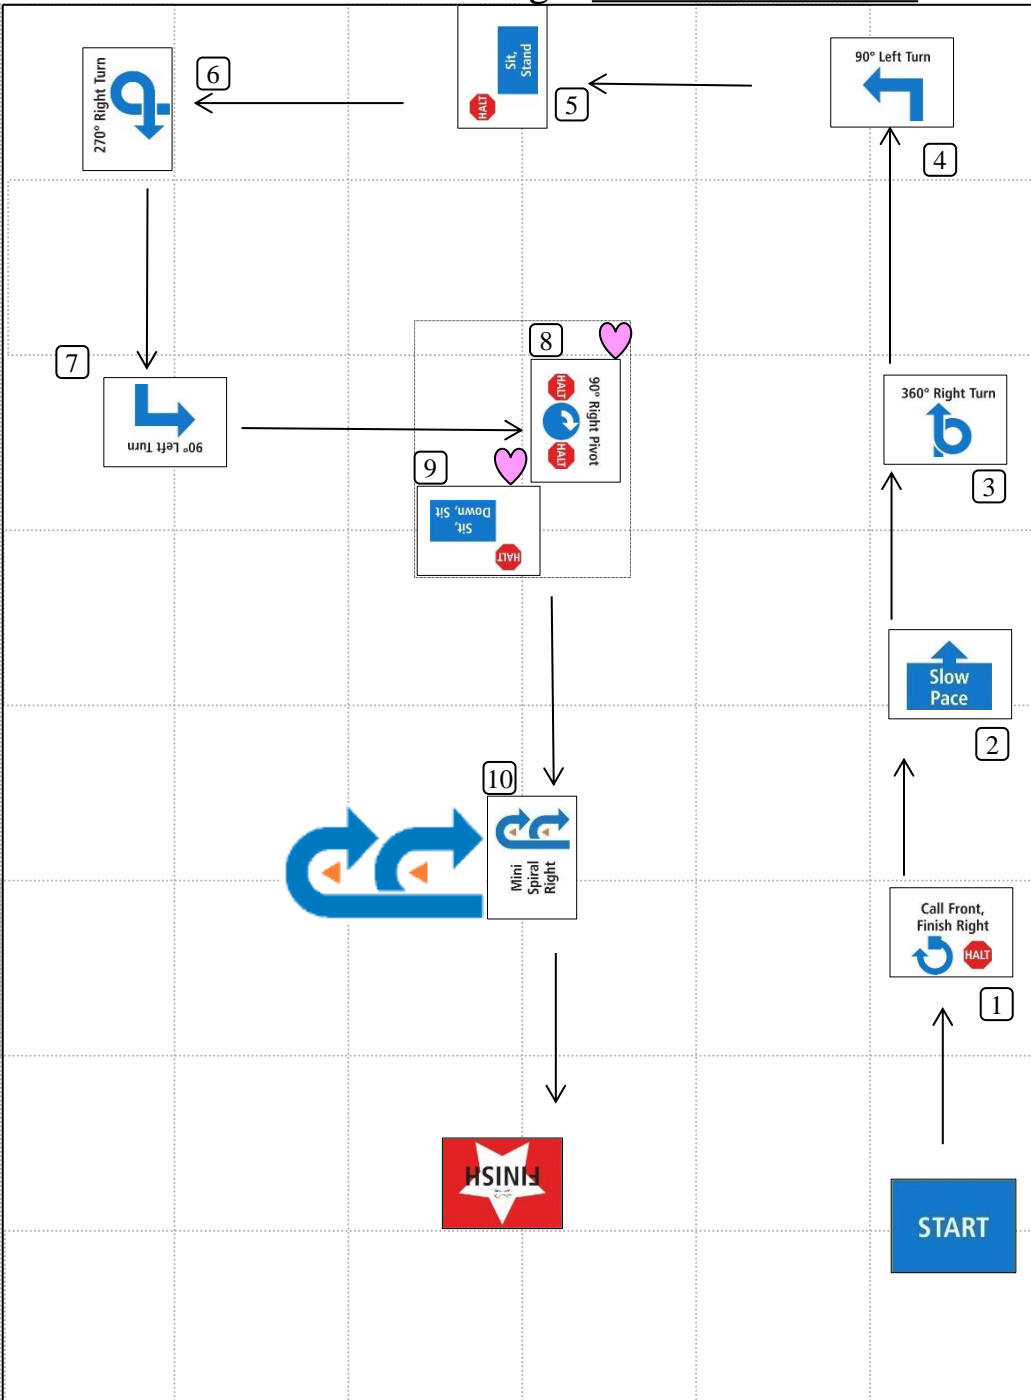 Sit,
Stand
HALT
5
6
270° Right Turn
90° Left Turn
4
7
90° Left Turn
8
HALT
HALT
90° Right Pivot
9
Sit,
Down, Sit
HALT
360° Right Turn
3
Slow
Pace
2
10
Mini
Spiral
Right
Call Front,
Finish Right
HALT
1
FINISH
START